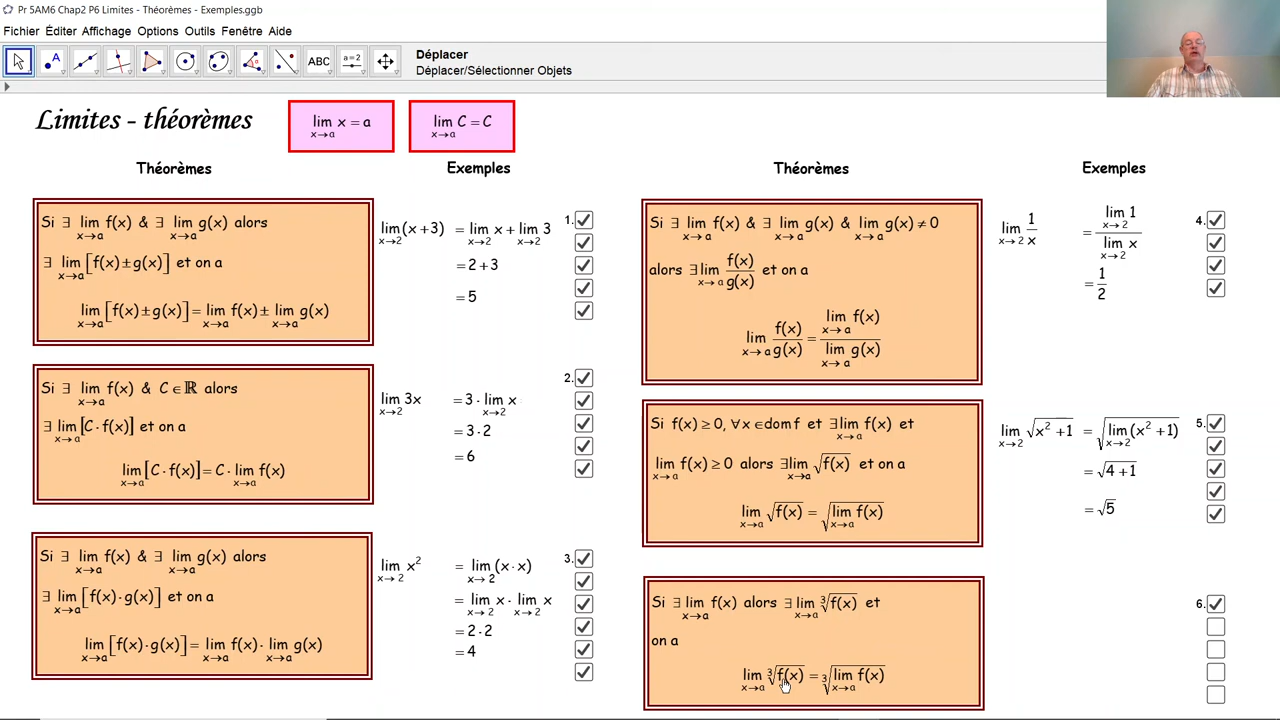 Pr 5AM6 Chap2 P6 Limites - Théorèmes - Exemples.ggb
Fichier Éditer Affichage Options Outils Fenêtre Aide
A ABC a=2
Déplacer
Déplacer/Sélectionner Objets
Limites - théorèmes
lim x→a x = a
lim x→a C = C
Théorèmes Exemples
Si ∃ lim x→a f(x) & ∃ lim x→a g(x) alors
∃ lim x→a [f(x) ± g(x)] et on a
lim x→a [f(x) ± g(x)] = lim x→a f(x) ± lim x→a g(x)
lim x→2 (x+3) = lim x→2 x + lim x→2 3
= 2 + 3
= 5
1.
Si ∃ lim x→a f(x) & C ∈ ℝ alors
∃ lim x→a [C · f(x)] et on a
lim x→a [C · f(x)] = C · lim x→a f(x)
lim x→2 3x = 3 · lim x→2 x
= 3 · 2
= 6
2.
Si ∃ lim x→a f(x) & ∃ lim x→a g(x) alors
∃ lim x→a [f(x) · g(x)] et on a
lim x→a [f(x) · g(x)] = lim x→a f(x) · lim x→a g(x)
lim x→2 x² = lim x→2 (x · x)
= lim x→2 x · lim x→2 x
= 2 · 2
= 4
3.
Théorèmes Exemples
Si ∃ lim x→a f(x) & ∃ lim x→a g(x) & lim x→a g(x) ≠ 0
alors ∃ lim x→a f(x)/g(x) et on a
lim x→a f(x)/g(x) = lim x→a f(x) / lim x→a g(x)
lim x→2 1/x = lim x→2 1 / lim x→2 x
= 1/2
4.
Si f(x) ≥ 0, ∀x ∈ dom f et ∃ lim x→a f(x) et
lim x→a f(x) ≥ 0 alors ∃ lim x→a √f(x) et on a
lim x→a √f(x) = √(lim x→a f(x))
lim x→2 √(x²+1) = √(lim x→2 (x²+1))
= √(4+1)
= √5
5.
Si ∃ lim x→a f(x) alors ∃ lim x→a ∛f(x) et
on a
lim x→a ∛f(x) = ∛(lim x→a f(x))
6.